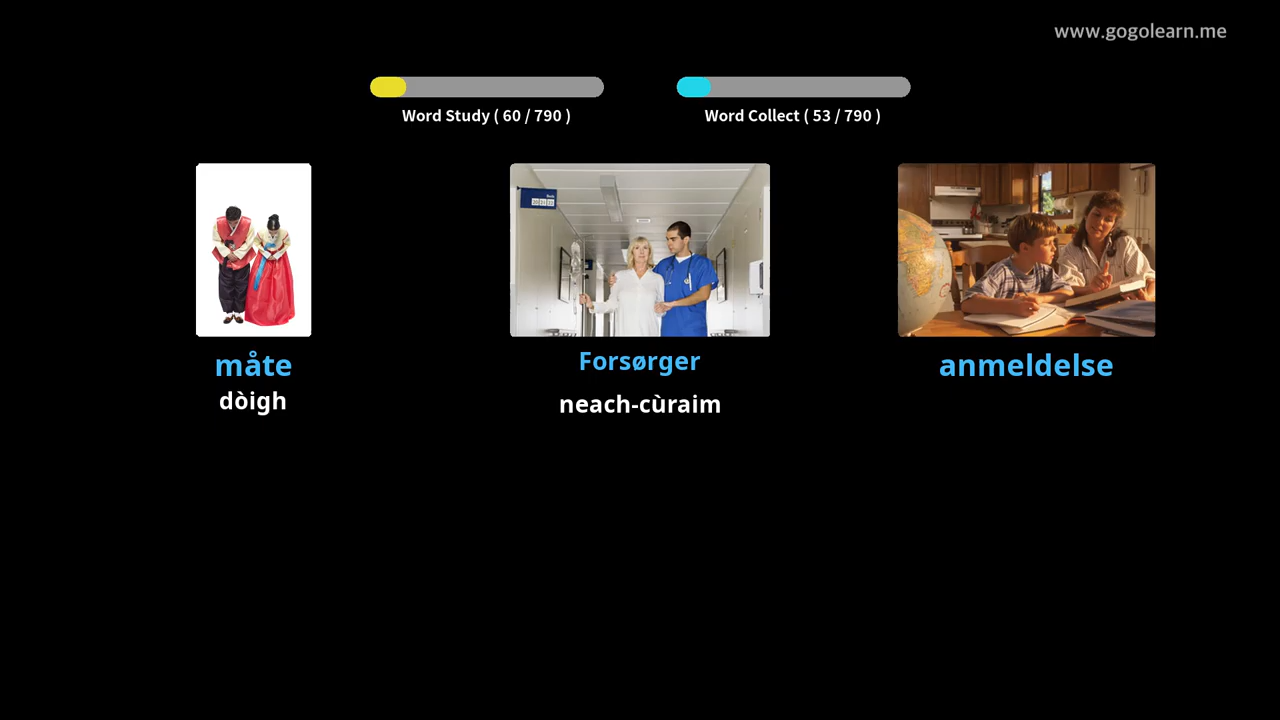 www.gogolearn.me
Word Study ( 60 / 790 )
Word Collect ( 53 / 790 )
måte
dòigh
Forsørger
neach-cùraim
anmeldelse